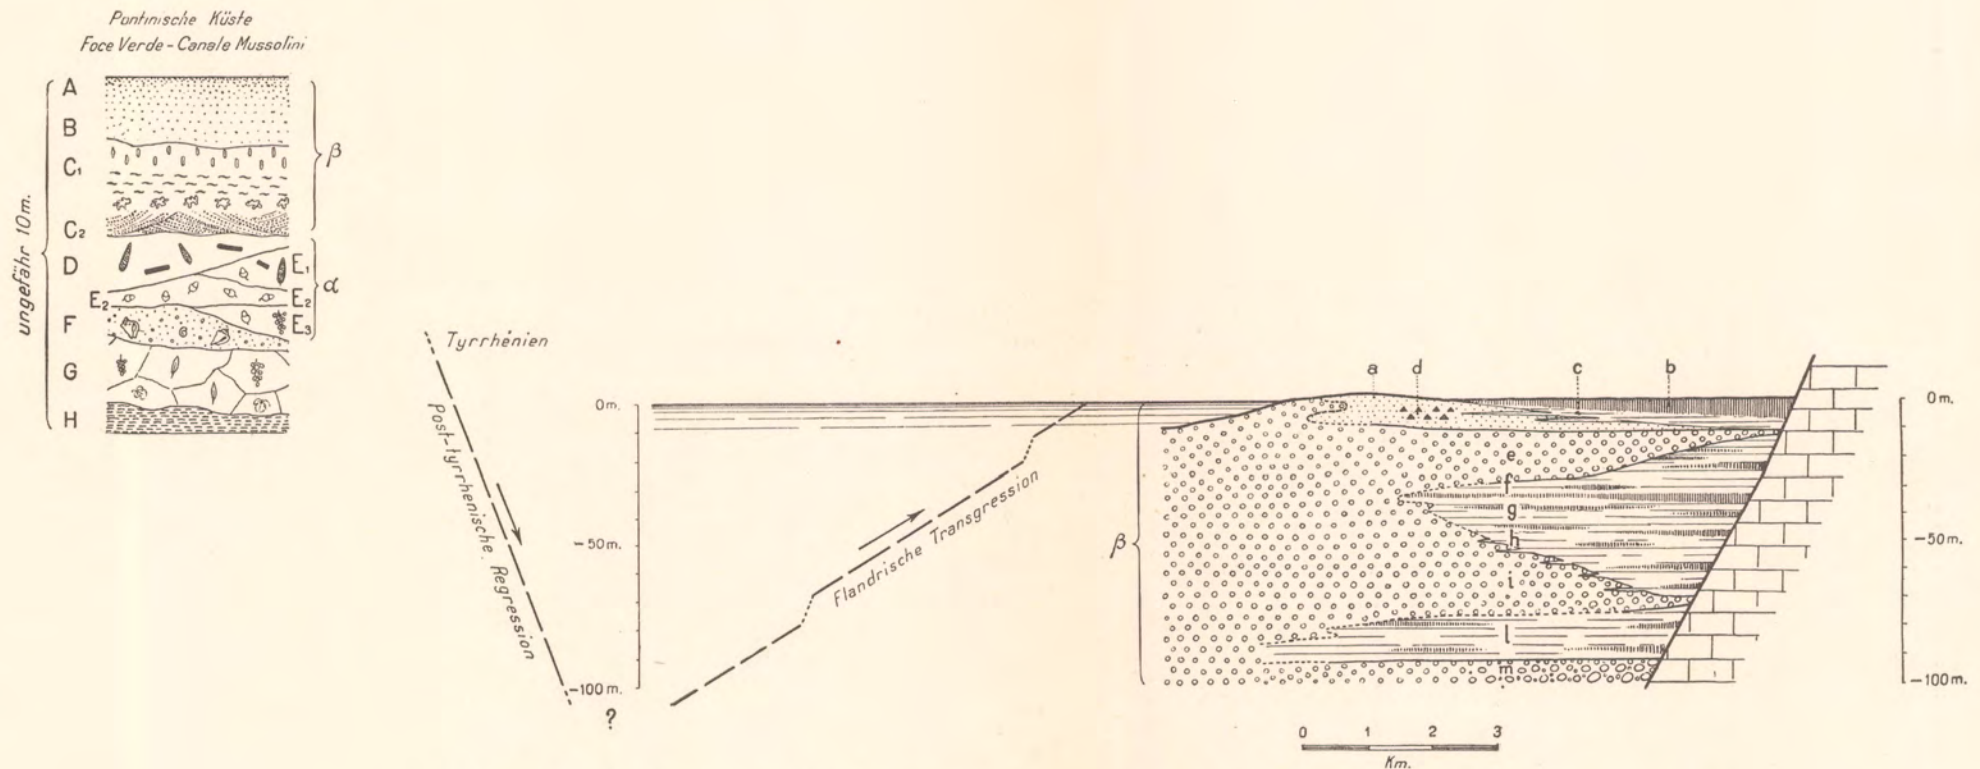 Pontinische Küste
Foce Verde - Canale Mussolini
ungefähr 10 m.
A
B
C₁
C₂
D
E₁
E₂
E₂
F
E₃
G
H
β
α
Tyrrhénien
Post-tyrrhenische Regression
Flandrische Transgression
0 m.
-50 m.
-100 m.
?
β
a
d
c
b
e
f
g
h
i
l
m
0 m.
-50 m.
-100 m.
0 1 2 3
Km.